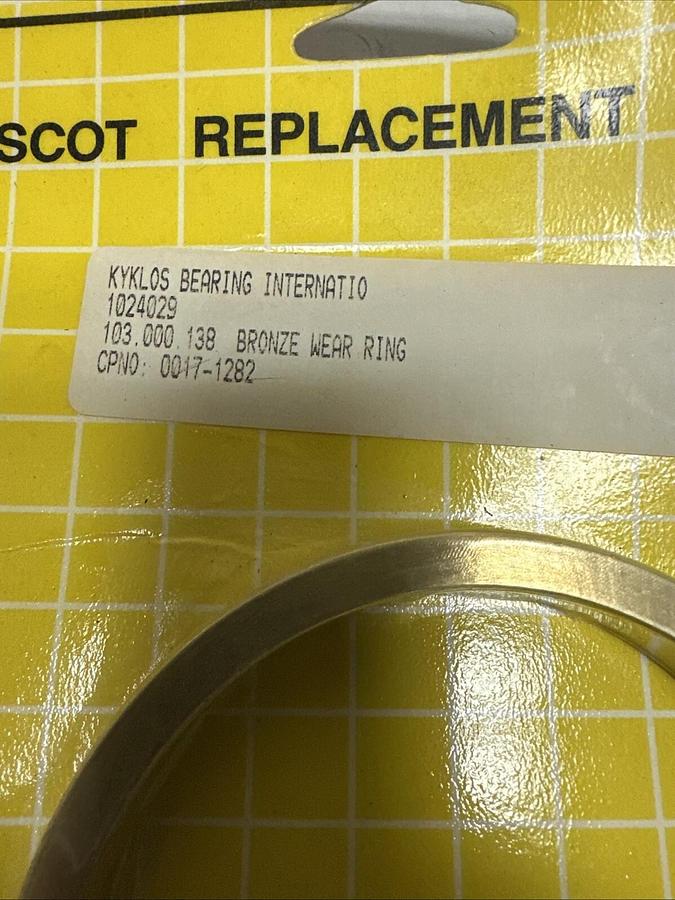 SCOT REPLACEMENT
KYKLOS BEARING INTERNATIO
1024029
103.000.138 BRONZE WEAR RING
CPNO: 0017-1282